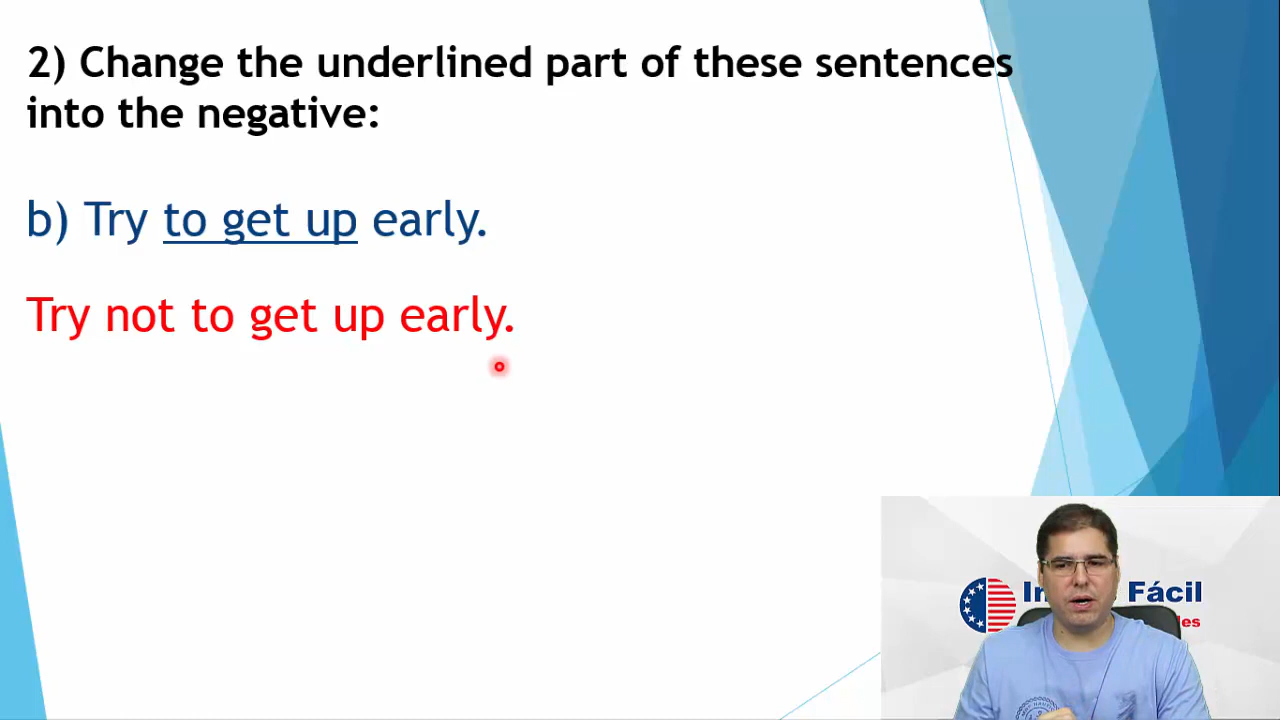 2) Change the underlined part of these sentences
into the negative:
b) Try to get up early.
Try not to get up early.
Fácil